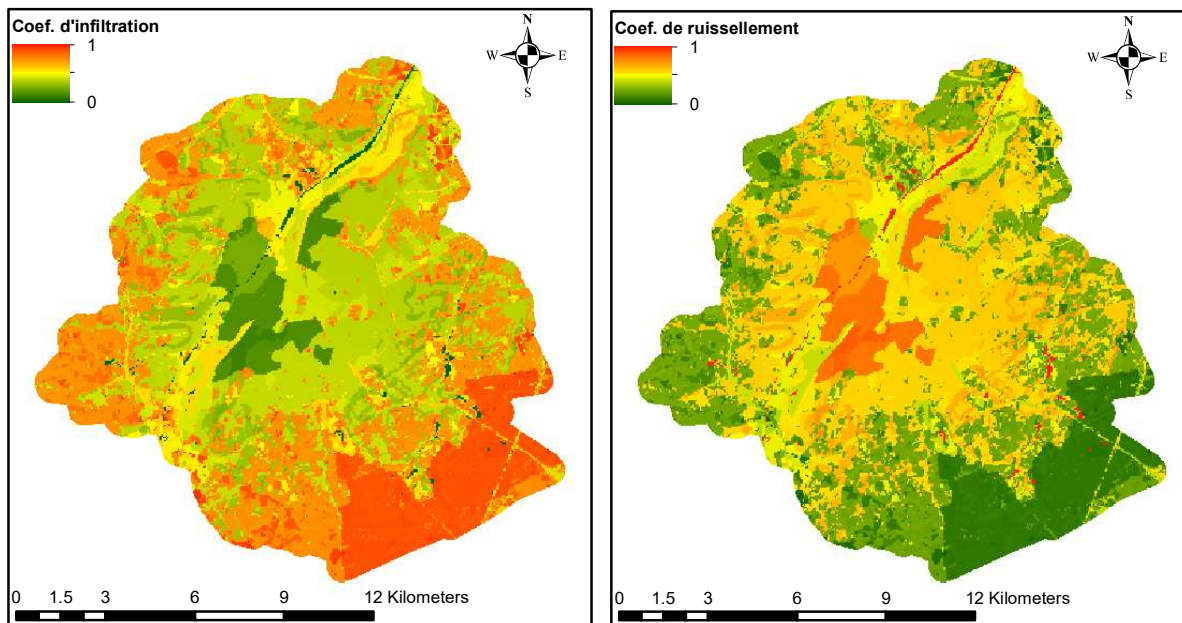 Coef. d'infiltration
1
0
N
W E
S
0 1.5 3 6 9 12 Kilometers
Coef. de ruissellement
1
0
N
W E
S
0 1.5 3 6 9 12 Kilometers